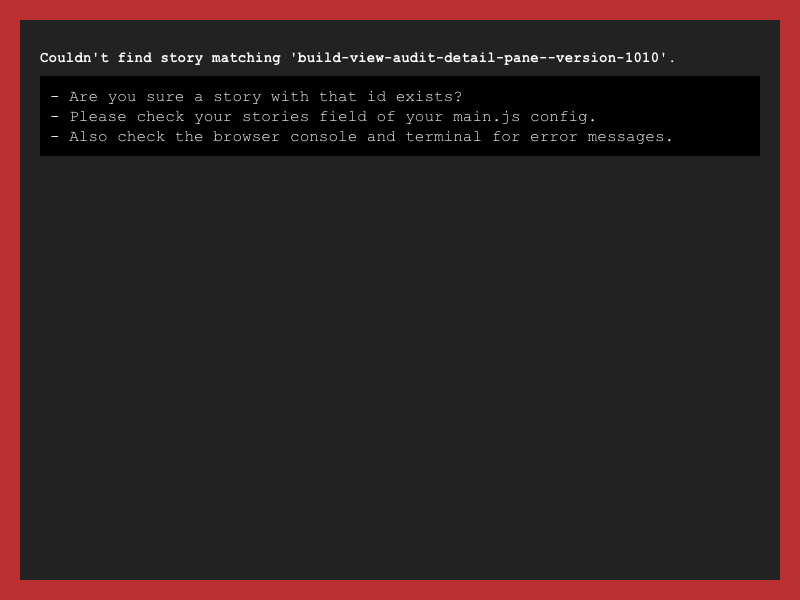 Couldn't find story matching 'build-view-audit-detail-pane--version-1010'.
- Are you sure a story with that id exists?
- Please check your stories field of your main.js config.
- Also check the browser console and terminal for error messages.